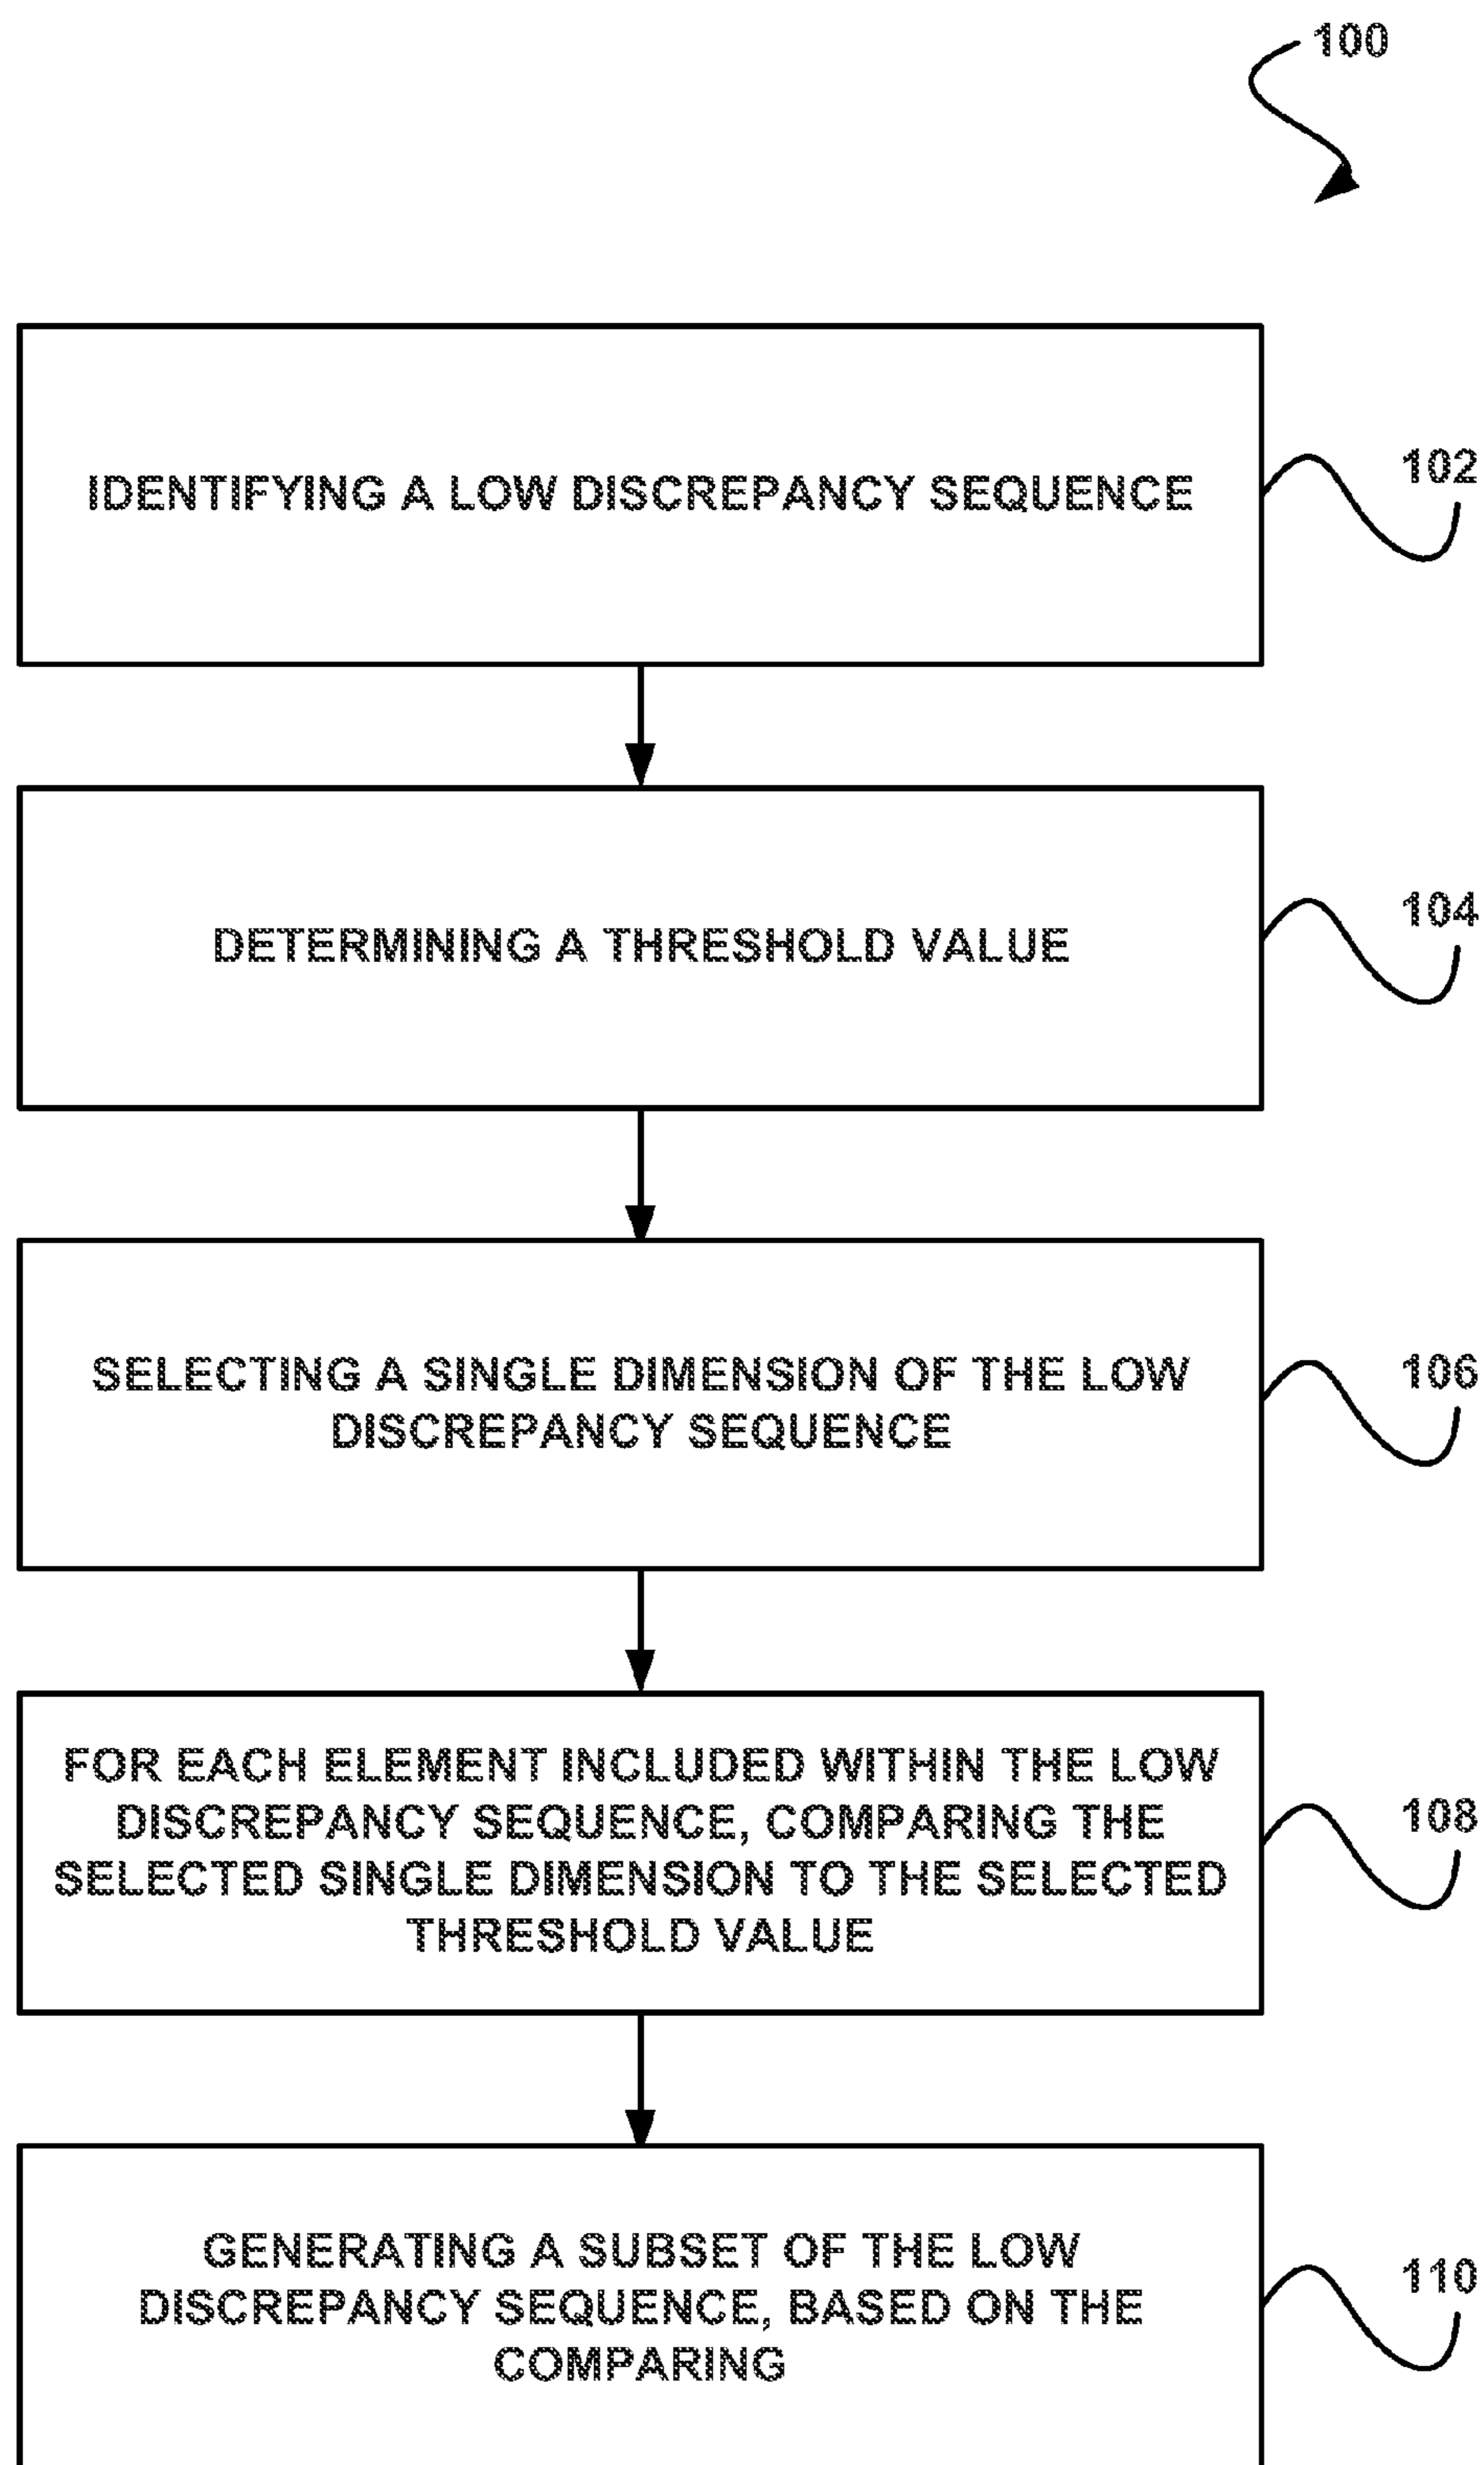 100
IDENTIFYING A LOW DISCREPANCY SEQUENCE
102
DETERMINING A THRESHOLD VALUE
104
SELECTING A SINGLE DIMENSION OF THE LOW
DISCREPANCY SEQUENCE
106
FOR EACH ELEMENT INCLUDED WITHIN THE LOW
DISCREPANCY SEQUENCE, COMPARING THE
SELECTED SINGLE DIMENSION TO THE SELECTED
THRESHOLD VALUE
108
GENERATING A SUBSET OF THE LOW
DISCREPANCY SEQUENCE, BASED ON THE
COMPARING
110